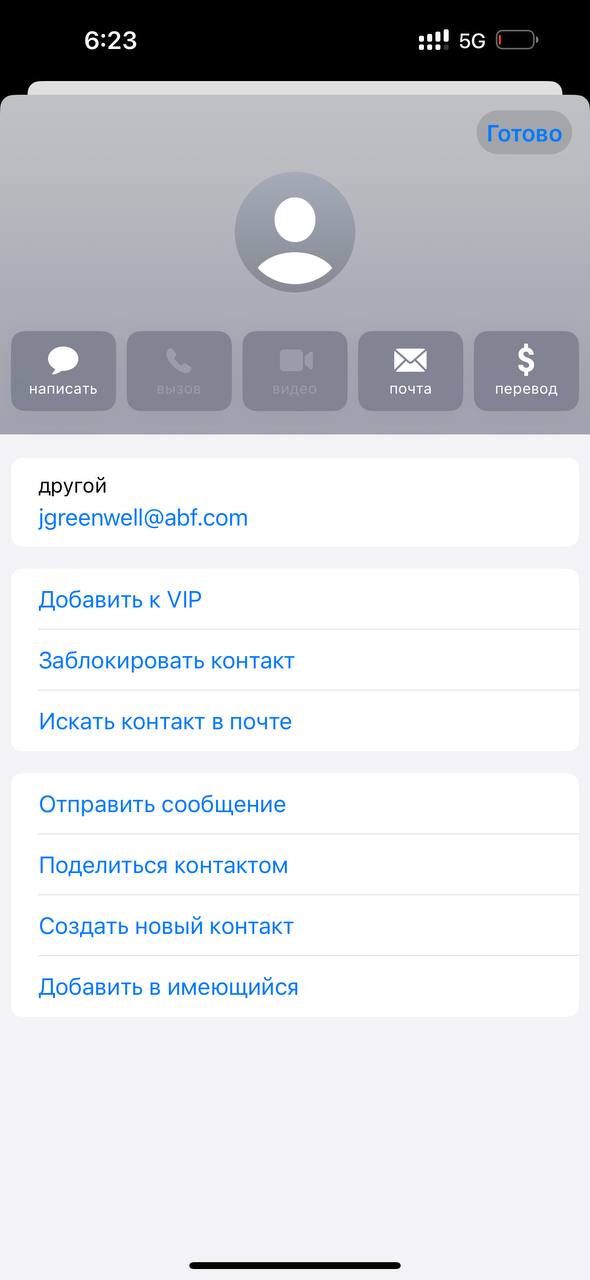 6:23
5G
Готово
написать
вызов
видео
$
почта
перевод
другой
jgreenwell@abf.com
Добавить к VIP
Заблокировать контакт
Искать контакт в почте
Отправить сообщение
Поделиться контактом
Создать новый контакт
Добавить в имеющийся